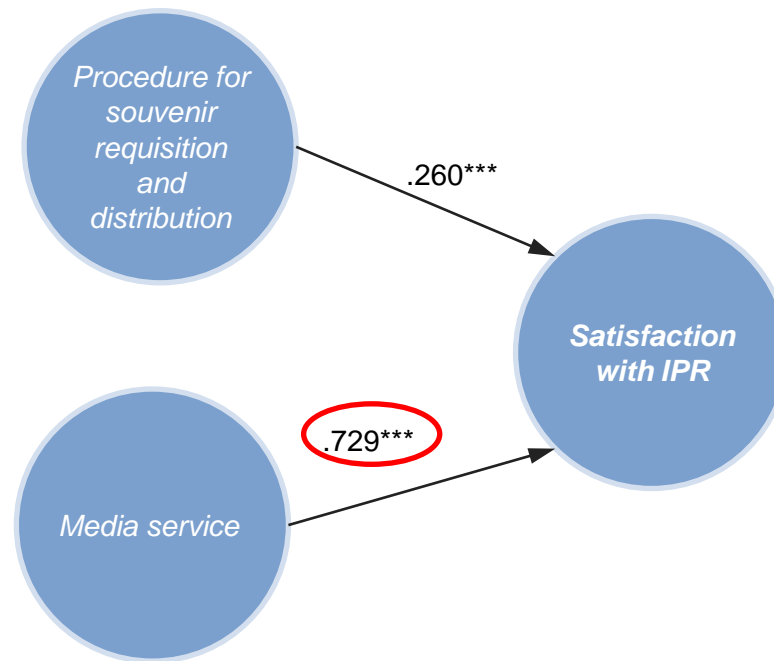 Procedure for
souvenir
requisition
and
distribution
.260***
Satisfaction
with IPR
.729***
Media service